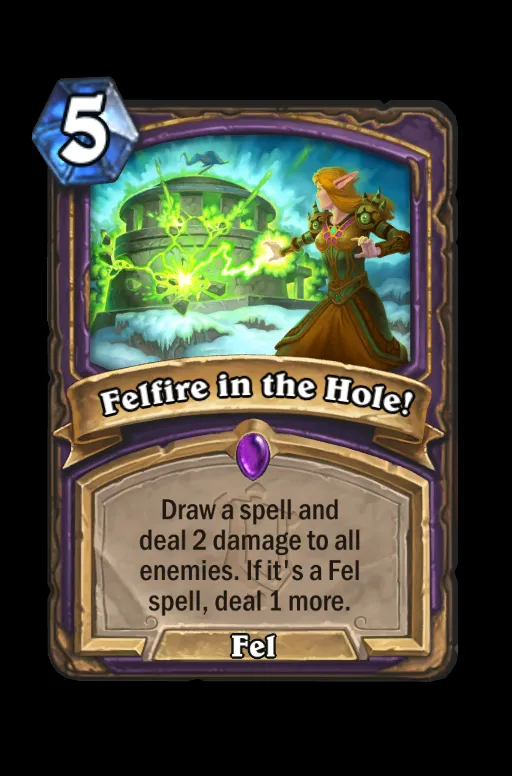 5
Felfire in the Hole!
Draw a spell and
deal 2 damage to all
enemies. If it's a Fel
spell, deal 1 more.
Fel